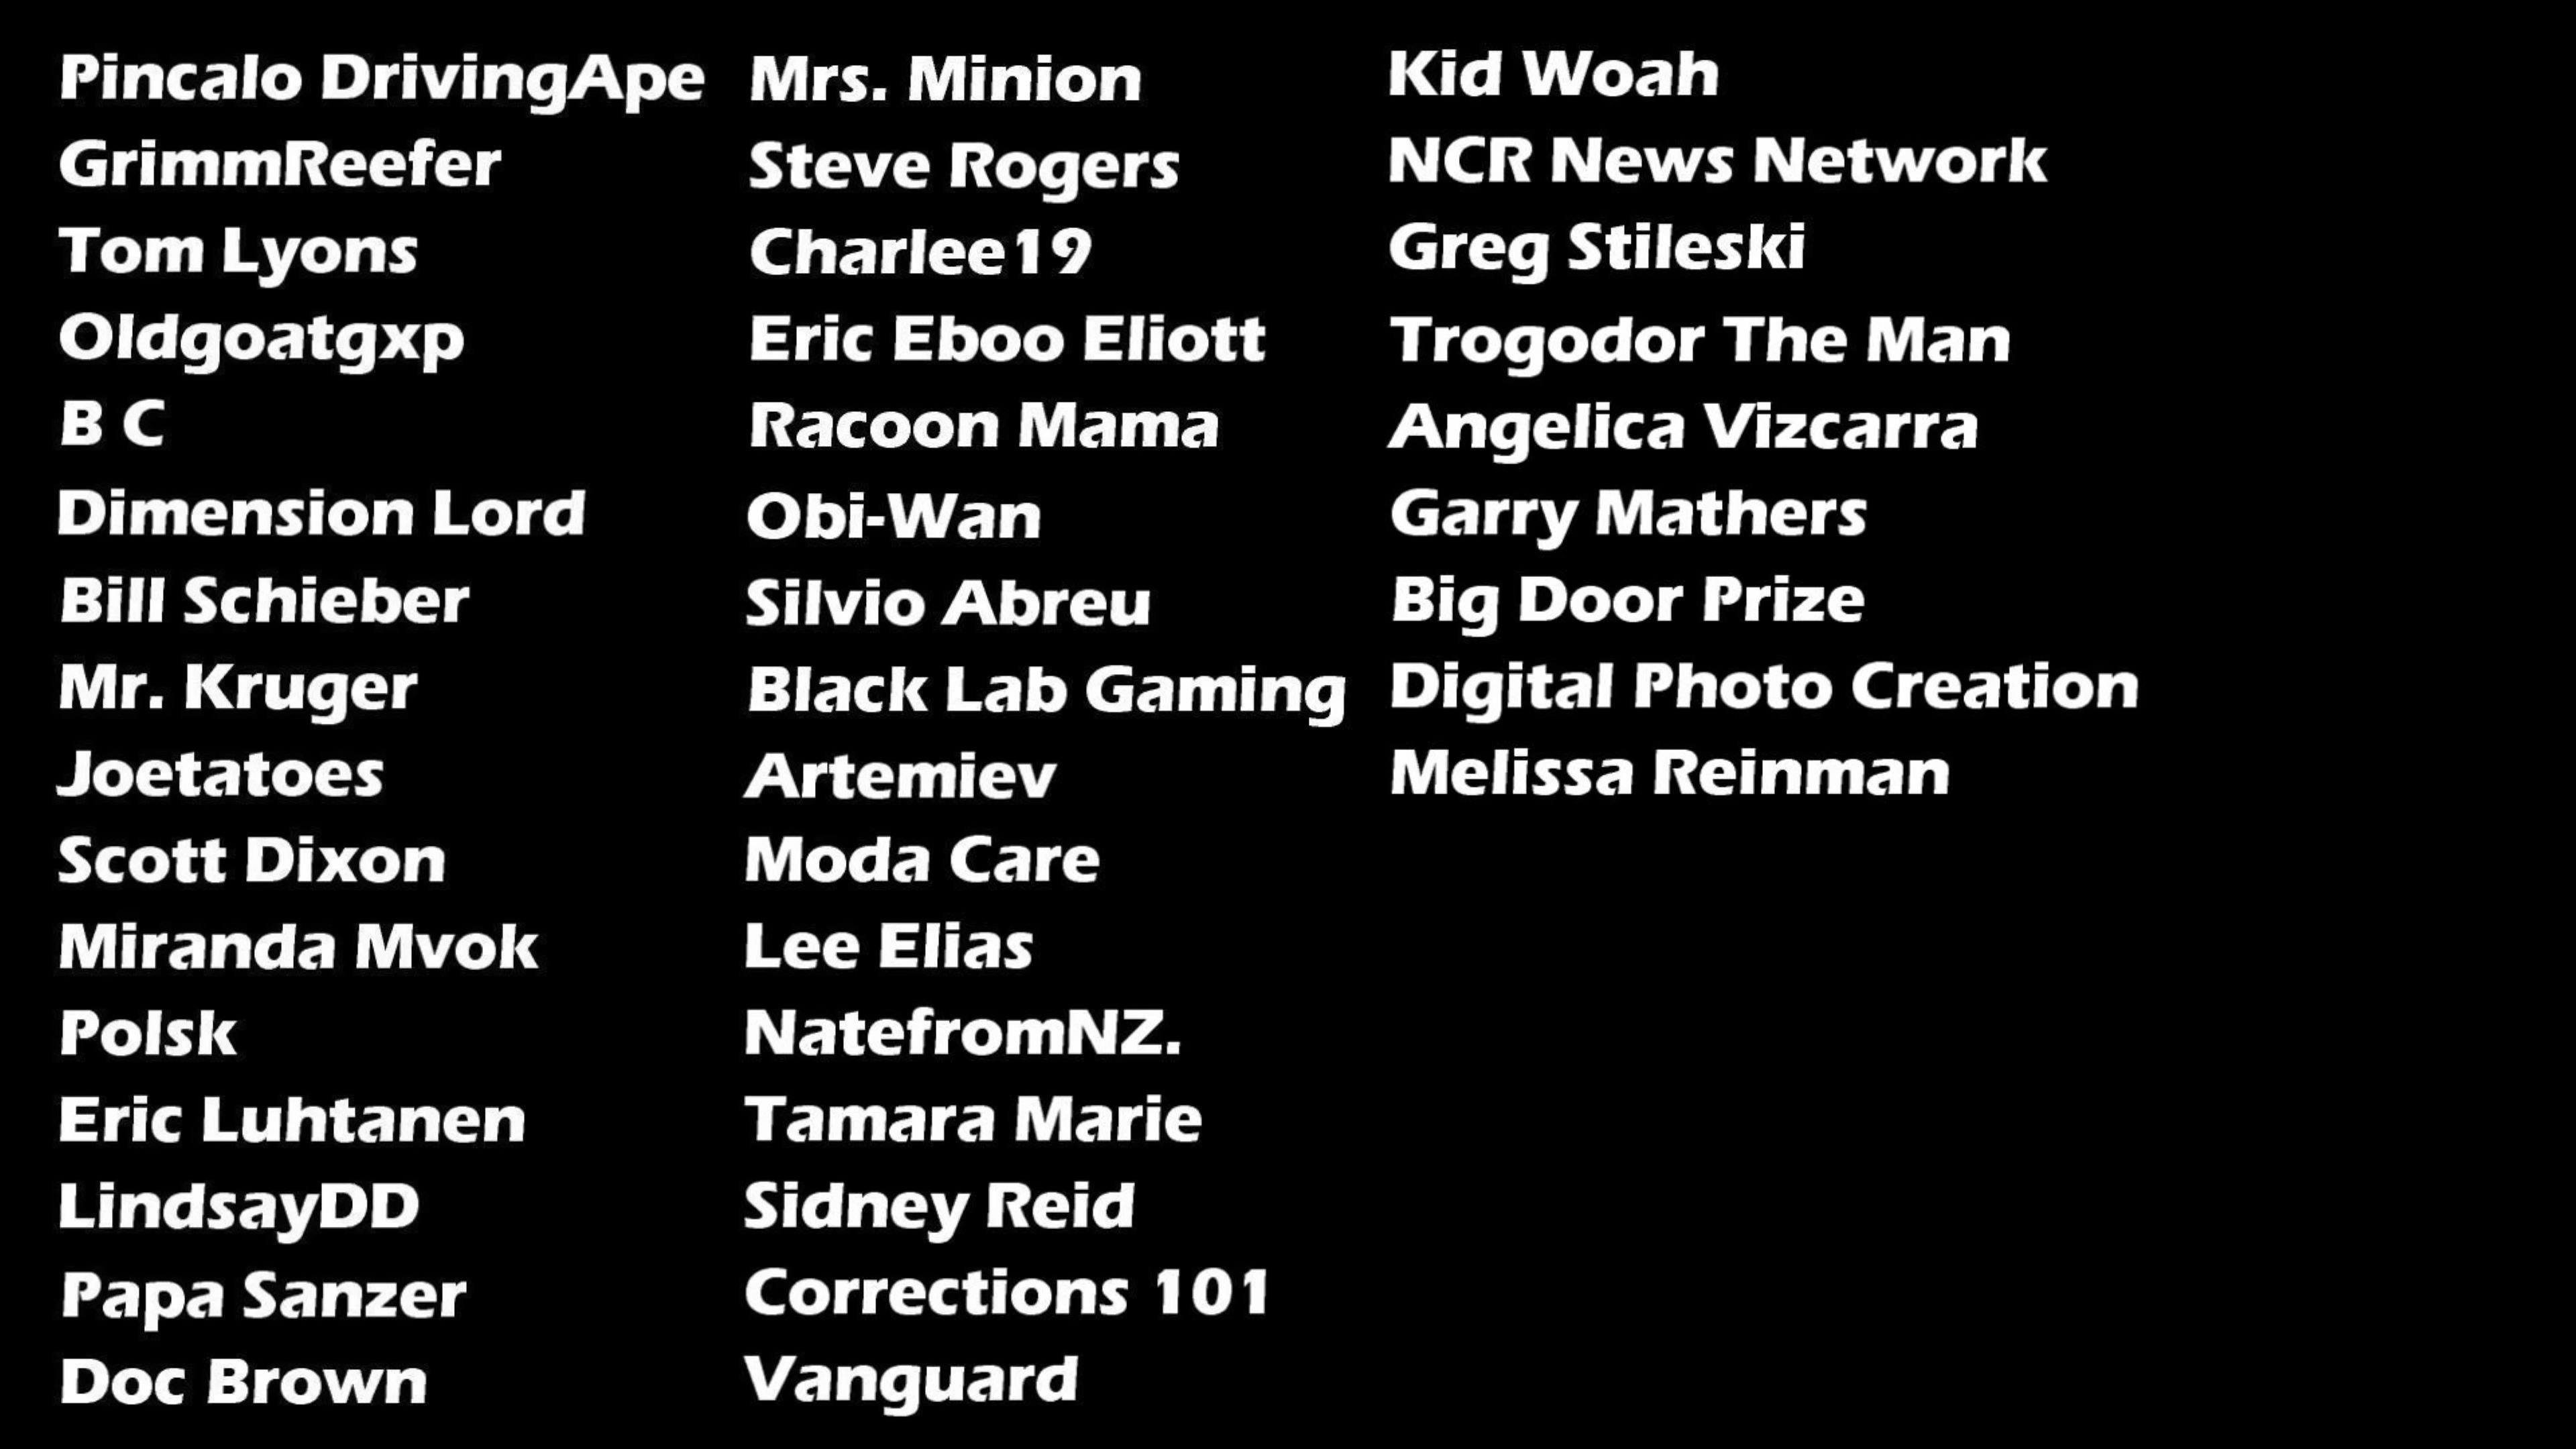 Pincalo DrivingApe
GrimmReefer
Tom Lyons
Oldgoatgxp
B C
Dimension Lord
Bill Schieber
Mr. Kruger
Joetatoes
Scott Dixon
Miranda Mvok
Polsk
Eric Luhtanen
LindsayDD
Papa Sanzer
Doc Brown
Mrs. Minion
Steve Rogers
Charlee19
Eric Eboo Eliott
Racoon Mama
Obi-Wan
Silvio Abreu
Black Lab Gaming
Artemiev
Moda Care
Lee Elias
NatefromNZ.
Tamara Marie
Sidney Reid
Corrections 101
Vanguard
Kid Woah
NCR News Network
Greg Stileski
Trogodor The Man
Angelica Vizcarra
Garry Mathers
Big Door Prize
Digital Photo Creation
Melissa Reinman